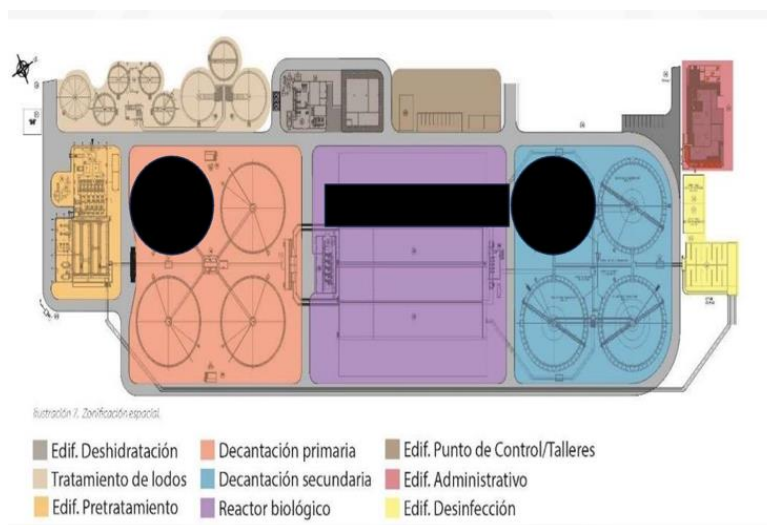 Ilustración 7. Zonificación espacial.
Edif. Deshidratación
Decantación primaria
Edif. Punto de Control/Talleres
Tratamiento de lodos
Decantación secundaria
Edif. Administrativo
Edif. Pretratamiento
Reactor biológico
Edif. Desinfección